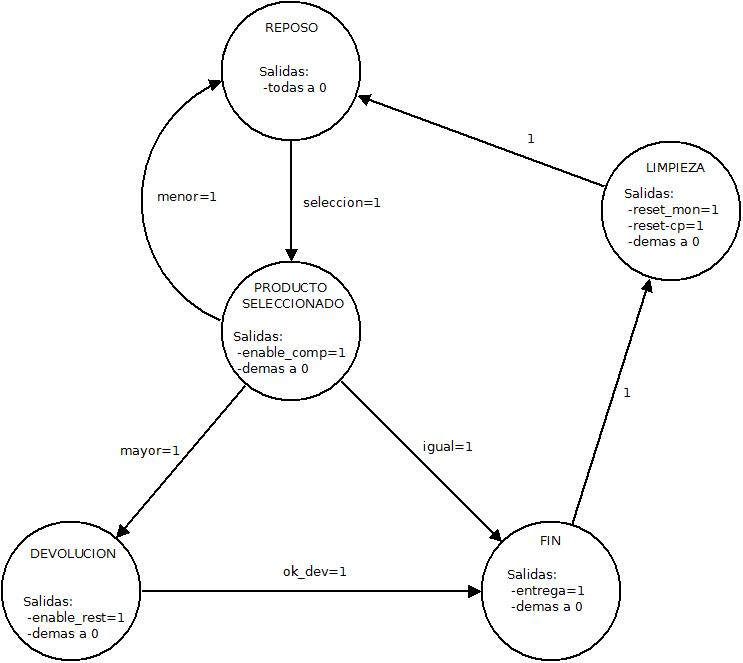 REPOSO
Salidas:
-todas a 0
1
LIMPIEZA
Salidas:
-reset_mon=1
-reset-cp=1
-demas a 0
menor=1
seleccion=1
PRODUCTO
SELECCIONADO
Salidas:
-enable_comp=1
-demas a 0
1
mayor=1
igual=1
DEVOLUCION
Salidas:
-enable_rest=1
-demas a 0
ok_dev=1
FIN
Salidas:
-entrega=1
-demas a 0